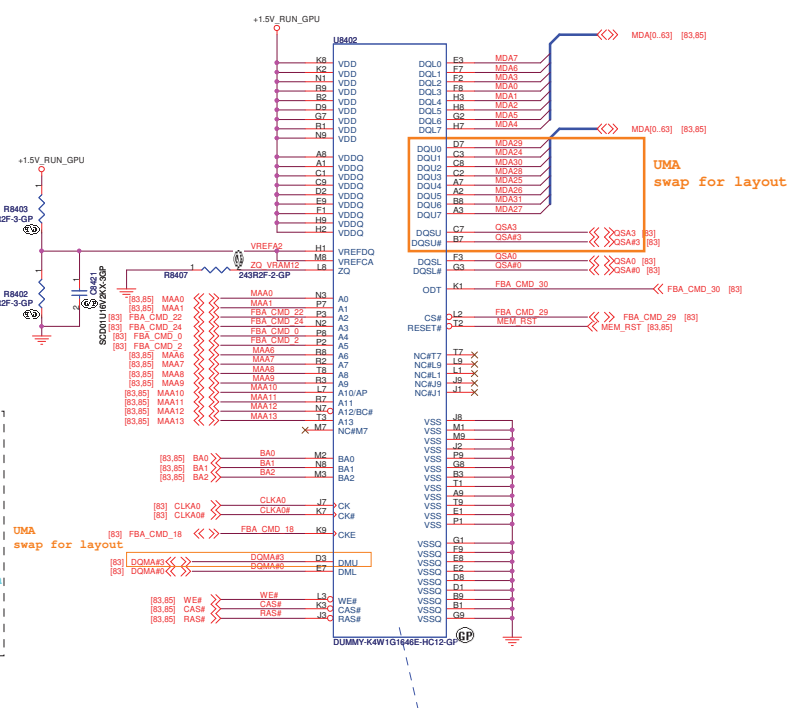 +1.5V_RUN_GPU
U8402
K8 VDD
K2 VDD
N1 VDD
R9 VDD
B2 VDD
D9 VDD
G7 VDD
R1 VDD
N9 VDD
A8 VDDQ
A1 VDDQ
C1 VDDQ
C9 VDDQ
D2 VDDQ
E9 VDDQ
F1 VDDQ
H9 VDDQ
H2 VDDQ
DQL0 E3 MDA7
DQL1 F7 MDA6
DQL2 F2 MDA3
DQL3 F8 MDA0
DQL4 H3 MDA1
DQL5 H8 MDA2
DQL6 G2 MDA5
DQL7 H7 MDA4
MDA[0..63] [83,85]
MDA[0..63] [83,85]
DQU0 D7 MDA29
DQU1 C3 MDA24
DQU2 C8 MDA30
DQU3 C2 MDA28
DQU4 A7 MDA25
DQU5 A2 MDA26
DQU6 B8 MDA31
DQU7 A3 MDA27
UMA
swap for layout
DQSU C7 QSA3 QSA3 [83]
DQSU# B7 QSA#3 QSA#3 [83]
DQSL F3 QSA0 QSA0 [83]
DQSL# G3 QSA#0 QSA#0 [83]
ODT K1 FBA_CMD_30 FBA_CMD_30 [83]
CS# L2 FBA_CMD_29 FBA_CMD_29 [83]
RESET# T2 MEM_RST MEM_RST [83,85]
NC#T7 T7
NC#L9 L9
NC#L1 L1
NC#J9 J9
NC#J1 J1
+1.5V_RUN_GPU
1
R8403
R2F-3-GP
1
R8402
R2F-3-GP
1
2
C8421
SCD01U16V2KX-3GP
VREFA2 H1 VREFDQ
M8 VREFCA
1 R8407 ZQ_VRAM12 L8 ZQ
243R2F-2-GP
[83,85] MAA0 MAA0 N3 A0
[83,85] MAA1 MAA1 P7 A1
[83] FBA_CMD_22 FBA_CMD_22 P3 A2
[83] FBA_CMD_24 FBA_CMD_24 N2 A3
[83] FBA_CMD_0 FBA_CMD_0 P8 A4
[83] FBA_CMD_2 FBA_CMD_2 P2 A5
[83,85] MAA6 MAA6 R8 A6
[83,85] MAA7 MAA7 R2 A7
[83,85] MAA8 MAA8 T8 A8
[83,85] MAA9 MAA9 R3 A9
[83,85] MAA10 MAA10 L7 A10/AP
[83,85] MAA11 MAA11 R7 A11
[83,85] MAA12 MAA12 N7 A12/BC#
[83,85] MAA13 MAA13 T3 A13
M7 NC#M7
[83,85] BA0 BA0 M2 BA0
[83,85] BA1 BA1 N8 BA1
[83,85] BA2 BA2 M3 BA2
[83] CLKA0 CLKA0 J7 CK
[83] CLKA0# CLKA0# K7 CK#
[83] FBA_CMD_18 FBA_CMD_18 K9 CKE
UMA
swap for layout
[83] DQMA#3 DQMA#3 D3 DMU
[83] DQMA#0 DQMA#0 E7 DML
[83,85] WE# WE# L3 WE#
[83,85] CAS# CAS# K3 CAS#
[83,85] RAS# RAS# J3 RAS#
VSS J8
VSS M1
VSS M9
VSS J2
VSS P9
VSS G8
VSS B3
VSS T1
VSS A9
VSS T9
VSS E1
VSS P1
VSSQ G1
VSSQ F9
VSSQ E8
VSSQ E2
VSSQ D8
VSSQ D1
VSSQ B9
VSSQ B1
VSSQ G9
DUMMY-K4W1G1646E-HC12-GP
GP